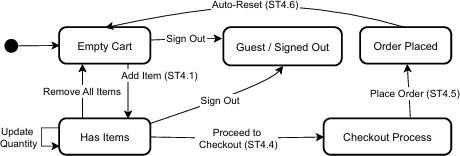 Auto-Reset (ST4.6)
Empty Cart
Sign Out
Guest / Signed Out
Order Placed
Add Item (ST4.1)
Remove All Items
Place Order (ST4.5)
Sign Out
Update
Quantity
Has Items
Proceed to
Checkout (ST4.4)
Checkout Process